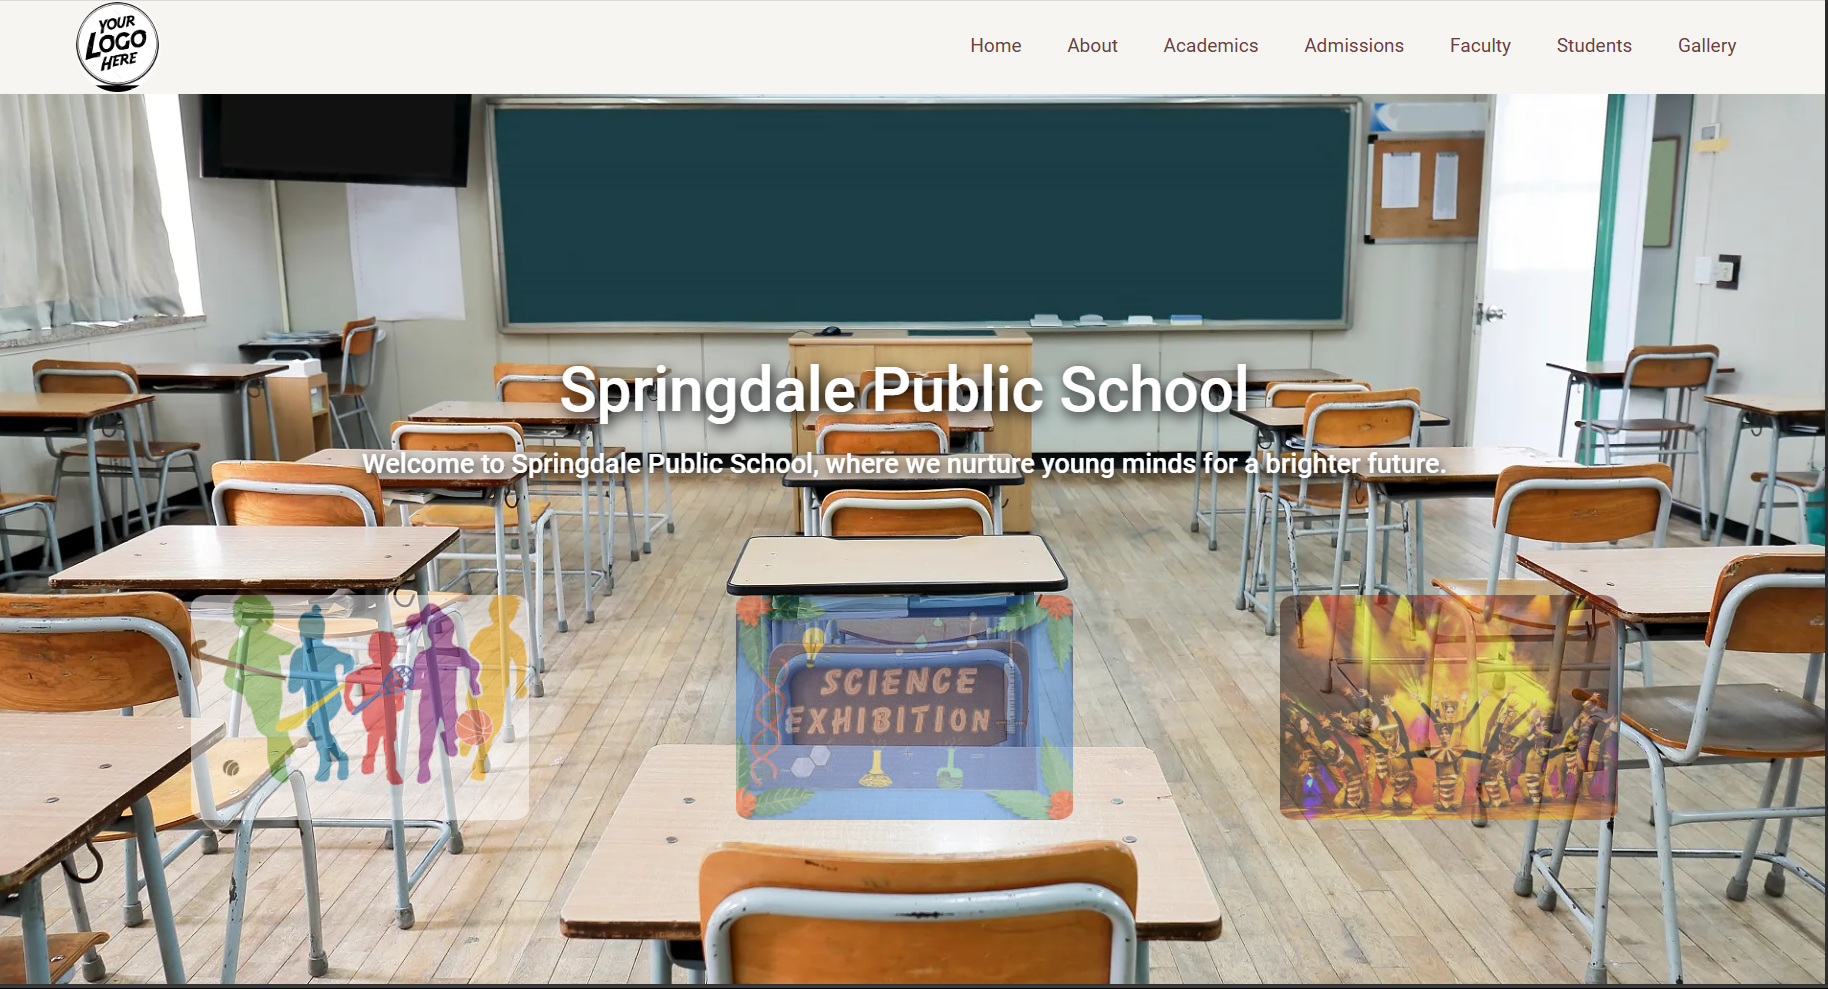 YOUR
LOGO
HERE
Home About Academics Admissions Faculty Students Gallery
Springdale Public School
Welcome to Springdale Public School, where we nurture young minds for a brighter future.
SCIENCE
EXHIBITION